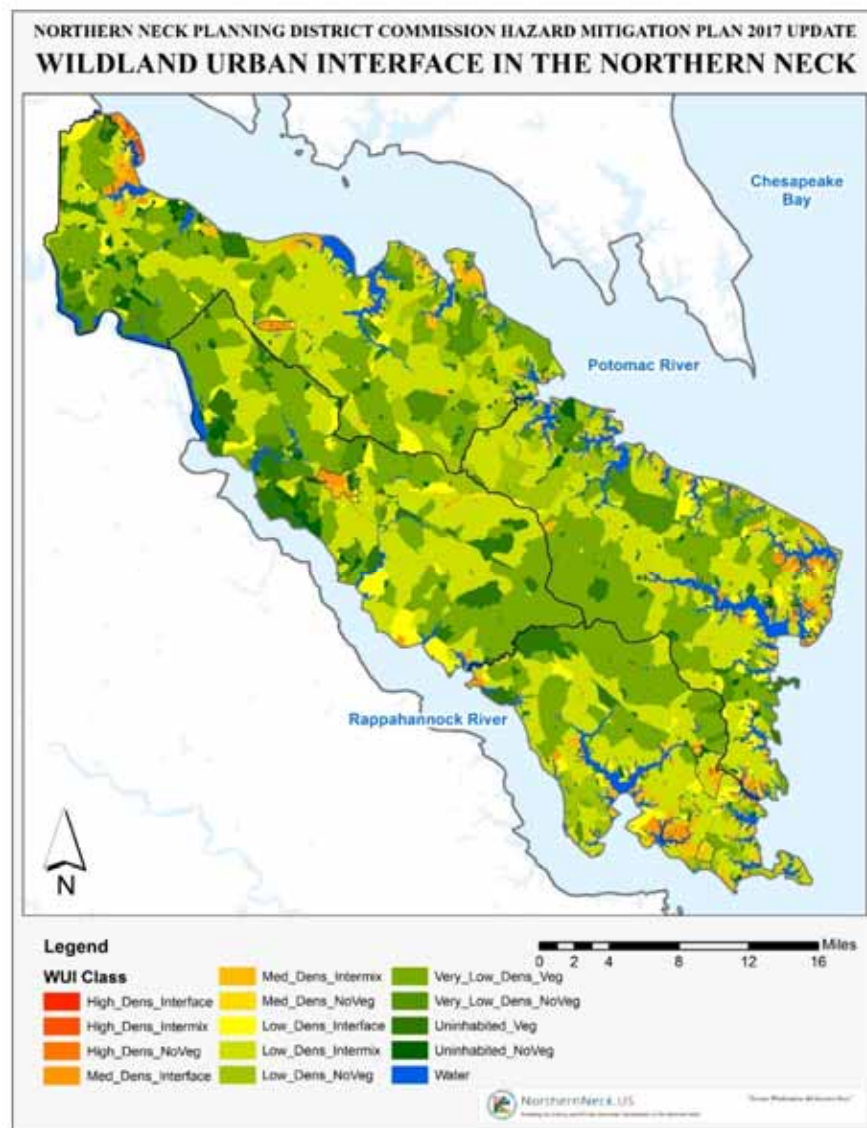 NORTHERN NECK PLANNING DISTRICT COMMISSION HAZARD MITIGATION PLAN 2017 UPDATE
WILDLAND URBAN INTERFACE IN THE NORTHERN NECK
Chesapeake
Bay
Potomac River
Rappahannock River
N
Legend
WUI Class
High_Dens_Interface
High_Dens_Intermix
High_Dens_NoVeg
Med_Dens_Interface
Med_Dens_Intermix
Med_Dens_NoVeg
Low_Dens_Interface
Low_Dens_Intermix
Low_Dens_NoVeg
Very_Low_Dens_Veg
Very_Low_Dens_NoVeg
Uninhabited_Veg
Uninhabited_NoVeg
Water
Miles
0 2 4 8 12 16
NorthernNeck.US